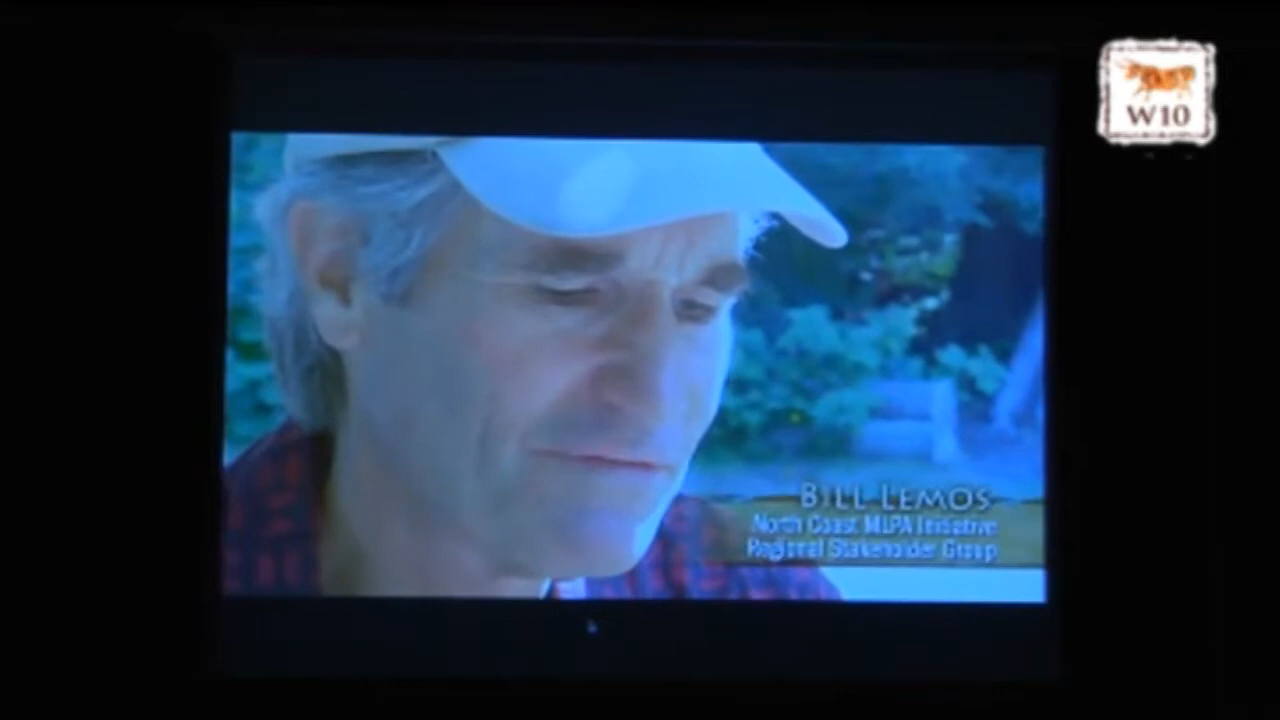 W10
BILL LEMOS
North Coast MLPA Initiative
Regional Stakeholder Group